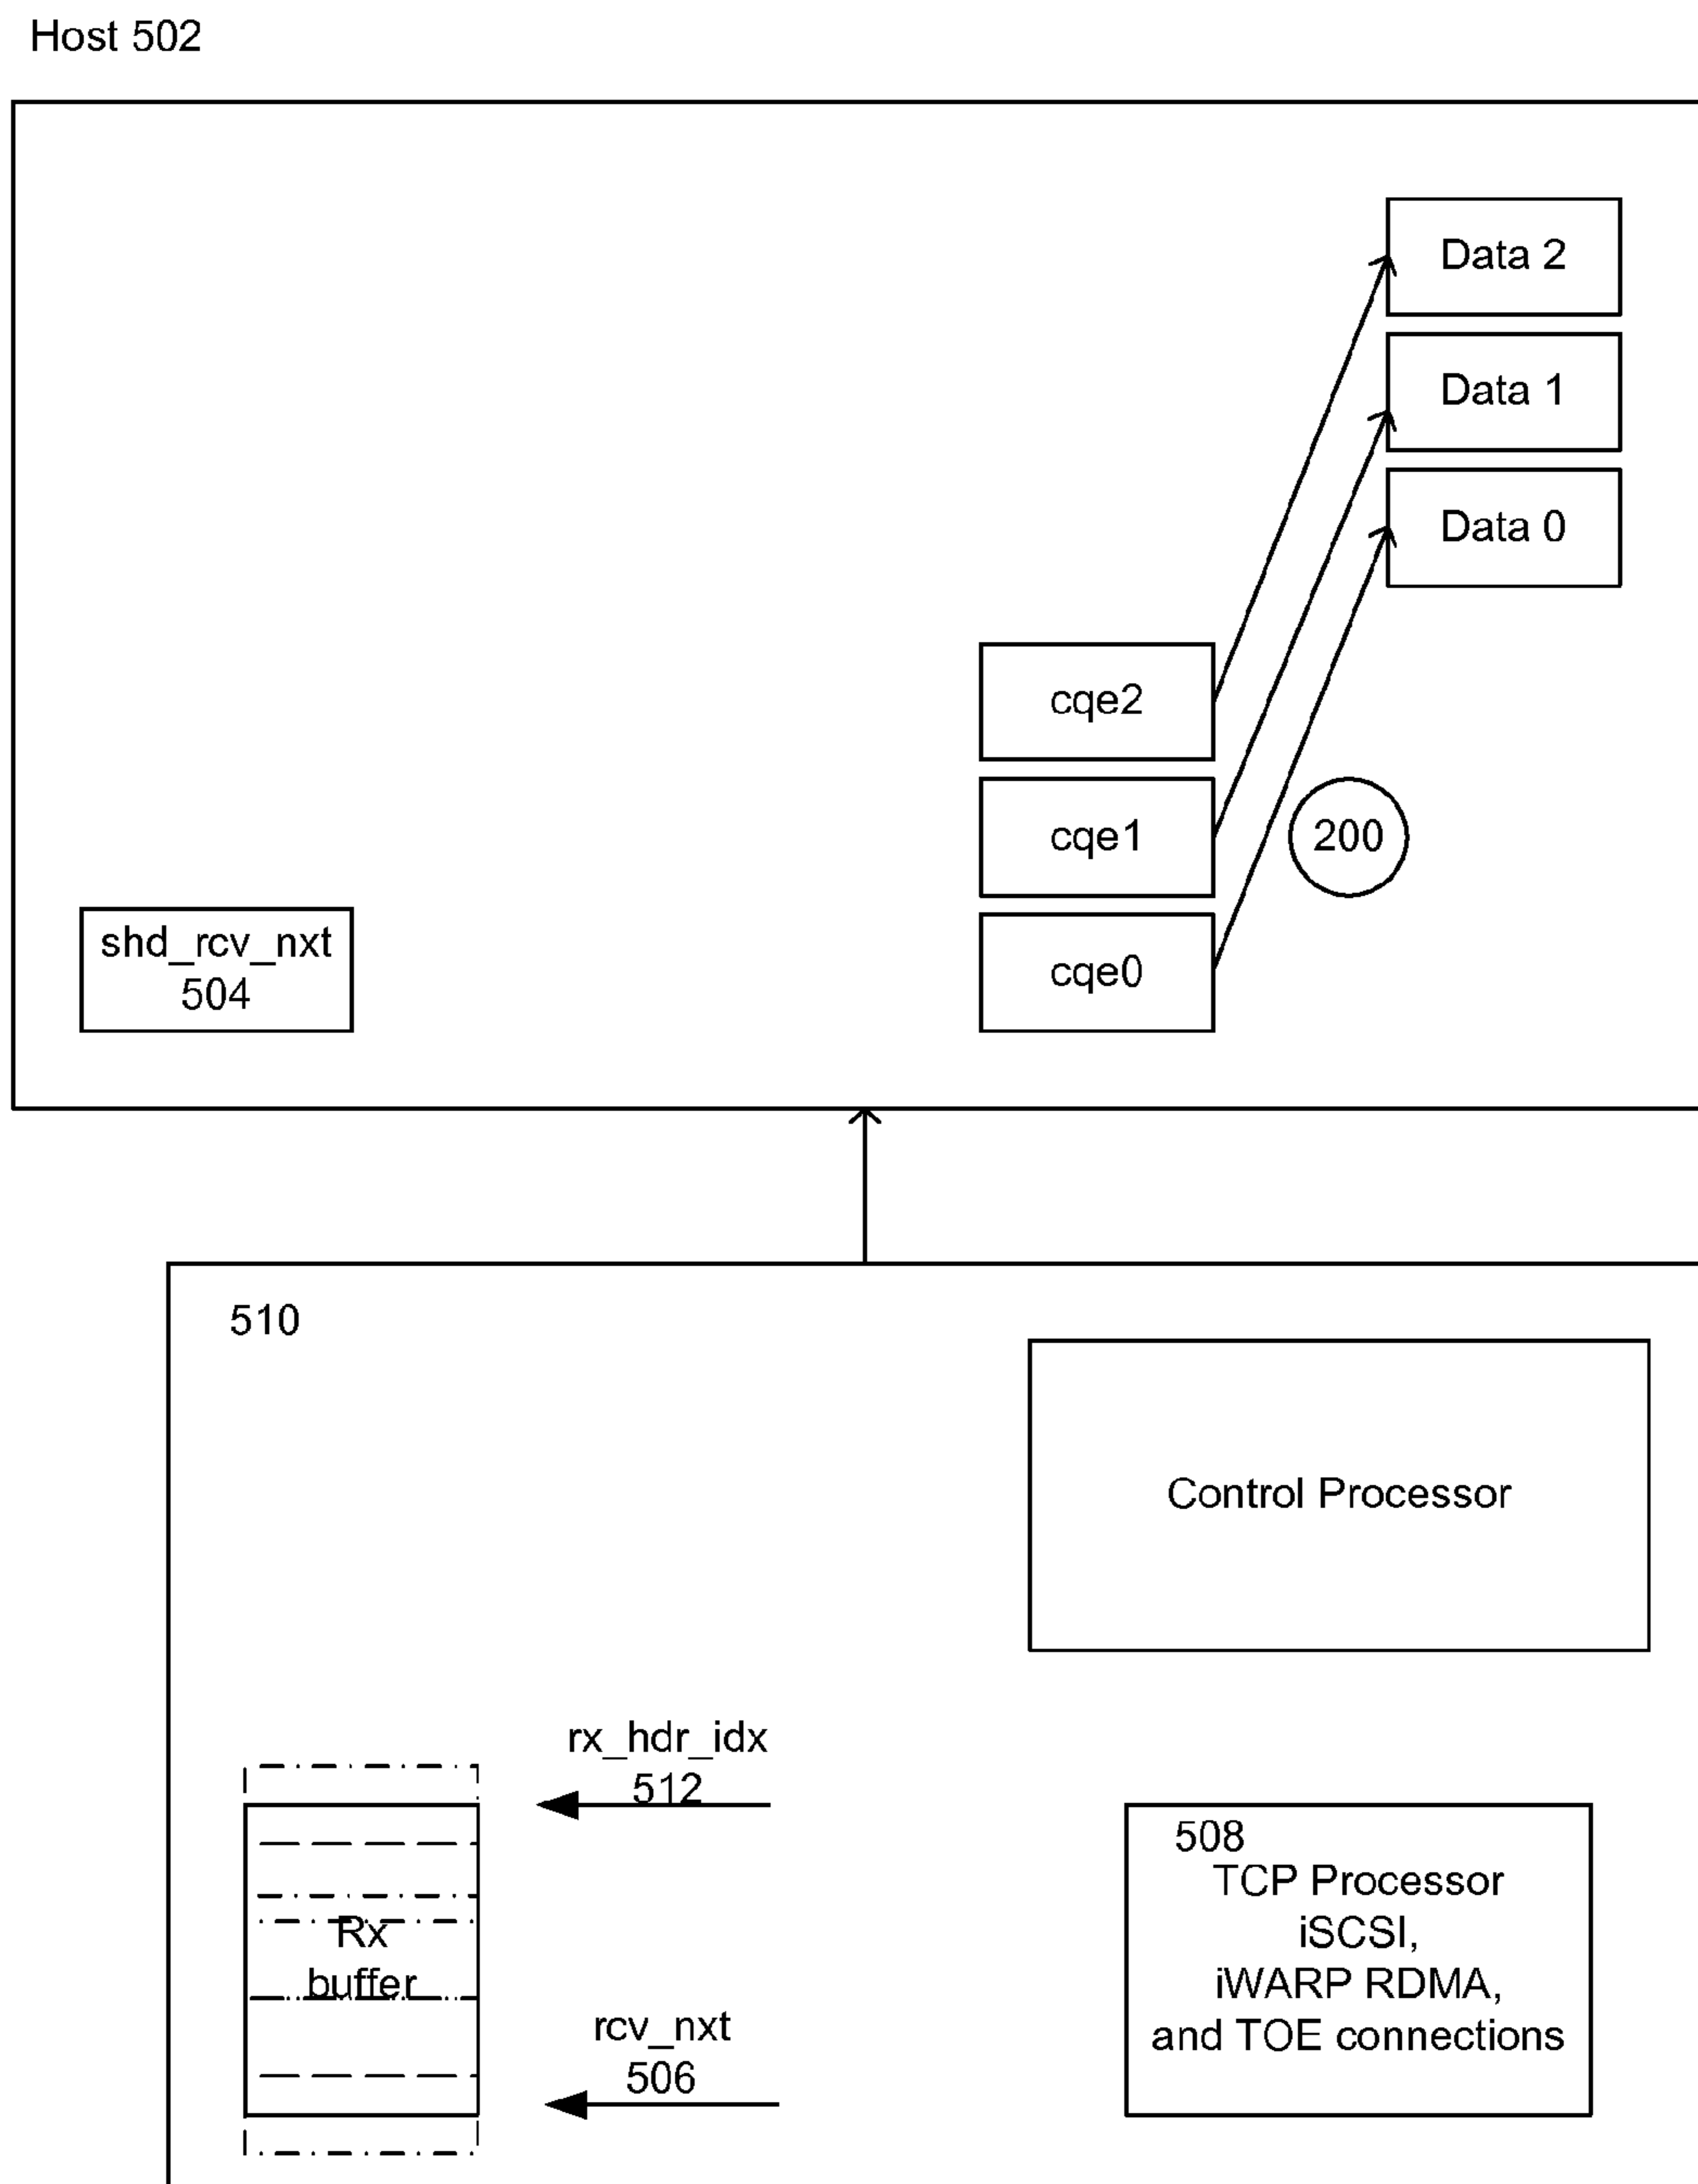 Host 502
Data 2
Data 1
Data 0
cqe2
cqe1
200
cqe0
shd_rcv_nxt
504
510
Control Processor
rx_hdr_idx
512
508
TCP Processor
iSCSI,
iWARP RDMA,
and TOE connections
Rx
buffer
rcv_nxt
506